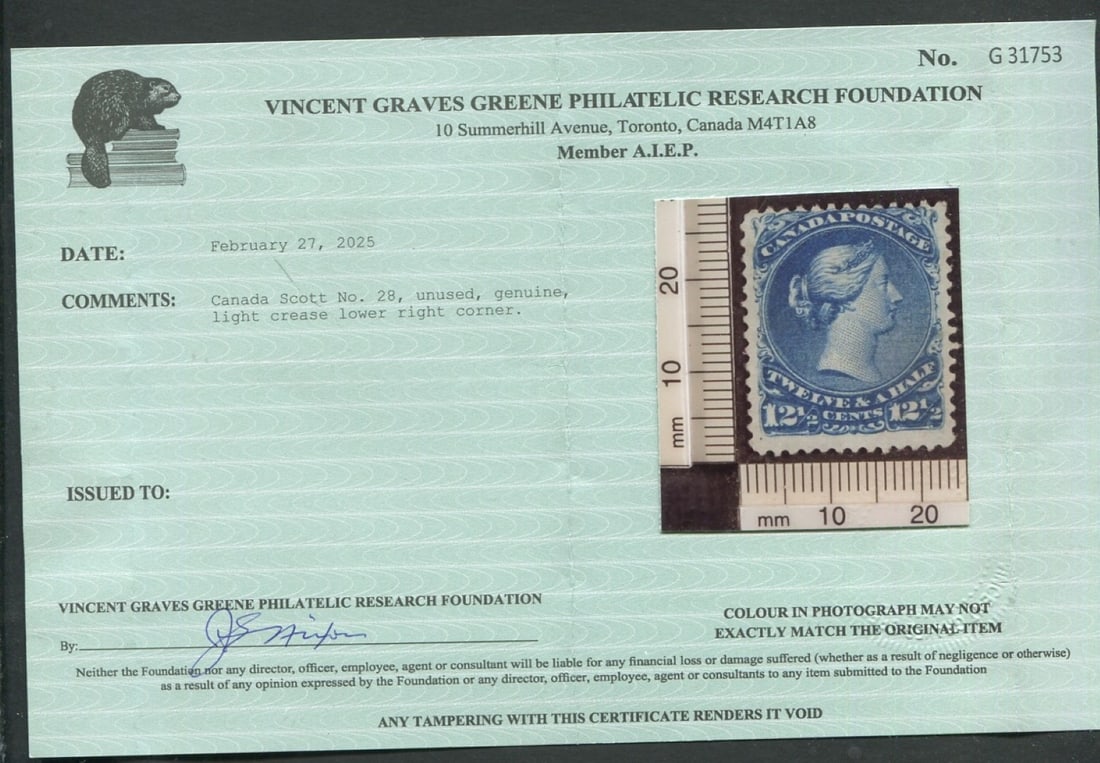 No. G 31753
VINCENT GRAVES GREENE PHILATELIC RESEARCH FOUNDATION
10 Summerhill Avenue, Toronto, Canada M4T1A8
Member A.I.E.P.
DATE: February 27, 2025
COMMENTS: Canada Scott No. 28, unused, genuine,
light crease lower right corner.
20
10
mm
CANADA POSTAGE
TWELVE & A HALF
12½ CENTS 12½
mm 10 20
ISSUED TO:
VINCENT GRAVES GREENE PHILATELIC RESEARCH FOUNDATION
By:
COLOUR IN PHOTOGRAPH MAY NOT
EXACTLY MATCH THE ORIGINAL ITEM
Neither the Foundation nor any director, officer, employee, agent or consultant will be liable for any financial loss or damage suffered (whether as a result of negligence or otherwise)
as a result of any opinion expressed by the Foundation or any director, officer, employee, agent or consultants to any item submitted to the Foundation
ANY TAMPERING WITH THIS CERTIFICATE RENDERS IT VOID